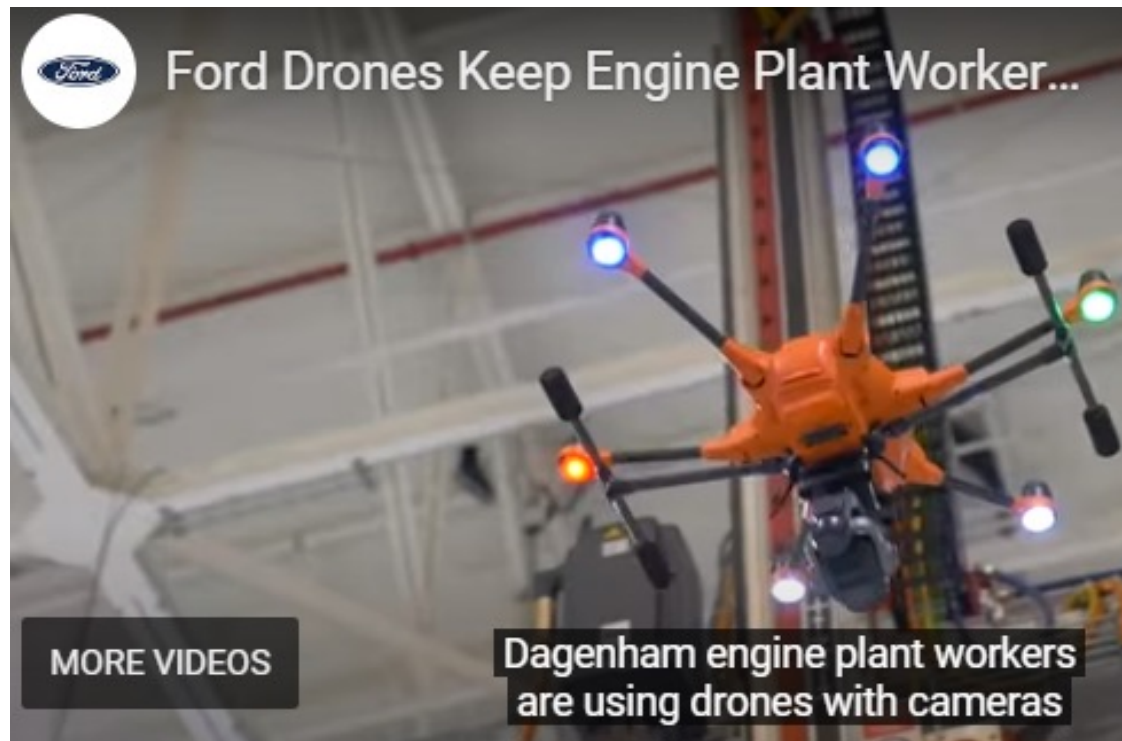 Ford
Ford Drones Keep Engine Plant Worker...
MORE VIDEOS
Dagenham engine plant workers
are using drones with cameras